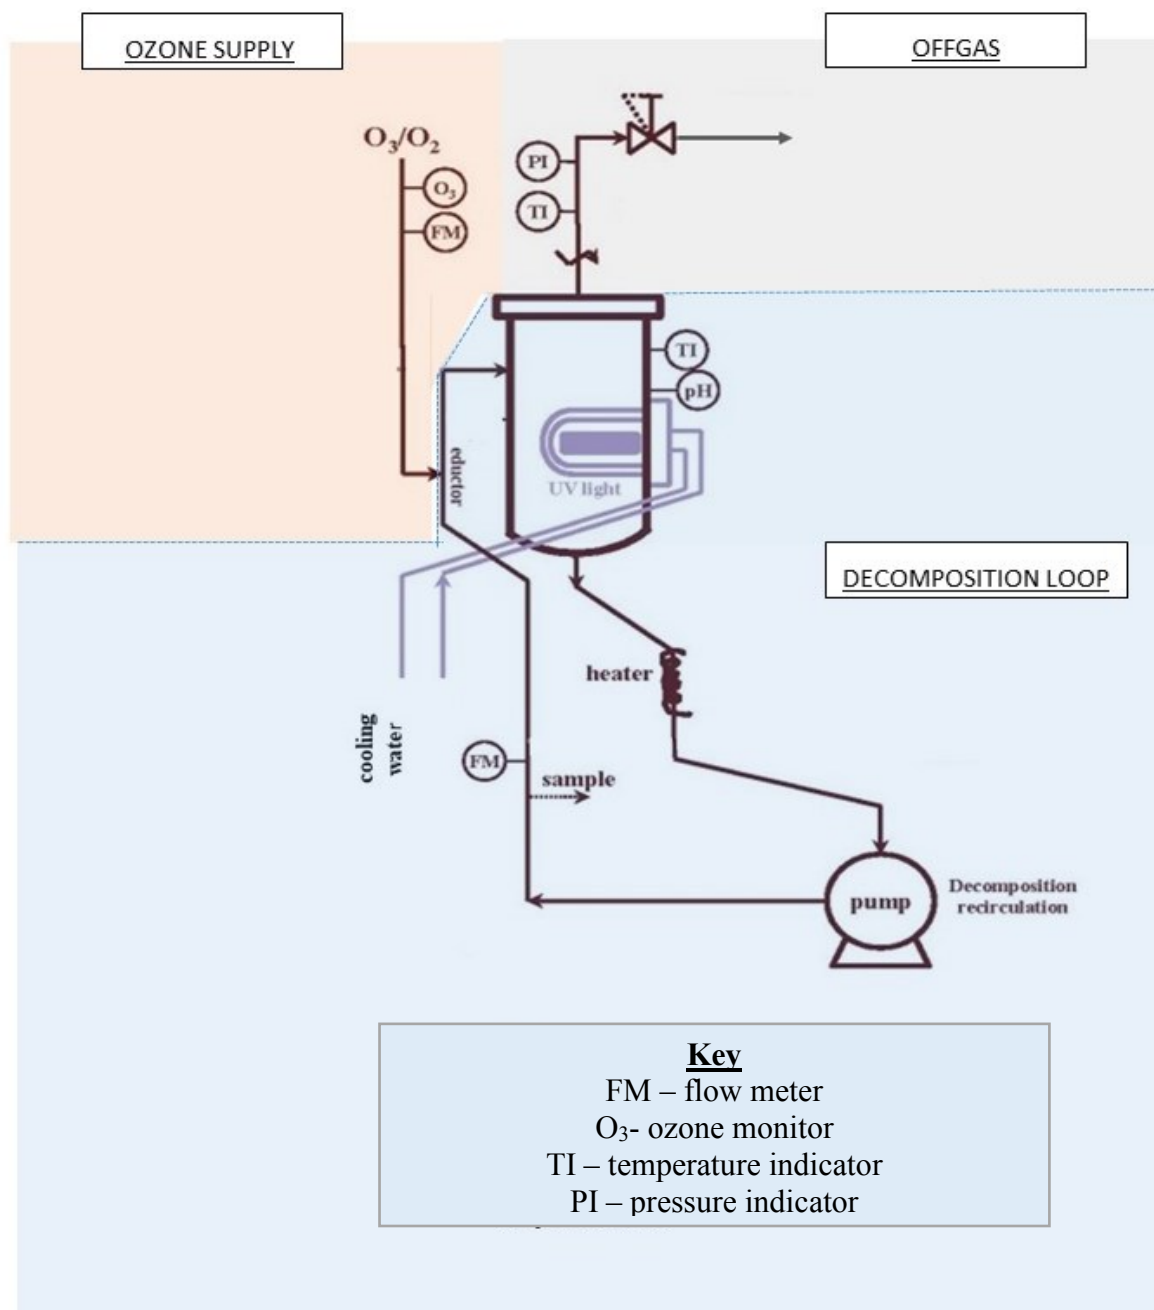 OZONE SUPPLY
OFFGAS
O₃/O₂
O₃
FM
PI
TI
TI
pH
eductor
UV light
DECOMPOSITION LOOP
heater
cooling
water
FM
sample
pump
Decomposition
recirculation
Key
FM – flow meter
O₃- ozone monitor
TI – temperature indicator
PI – pressure indicator